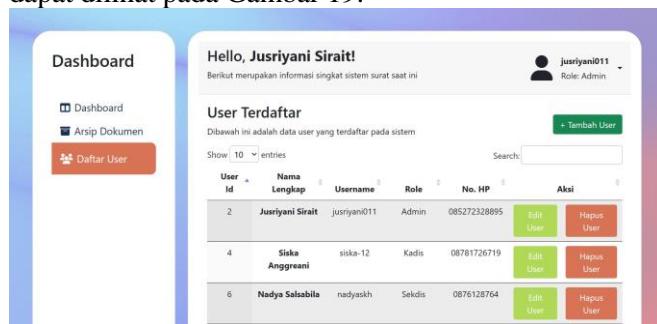 dapat dilihat pada Gambar 19.
Dashboard
Dashboard
Arsip Dokumen
Daftar User
Hello, Jusriyani Sirait!
Berikut merupakan informasi singkat sistem surat saat ini
jusriyani011
Role: Admin
User Terdaftar
Dibawah ini adalah data user yang terdaftar pada sistem
+ Tambah User
Show 10 entries
Search:
User Id Nama Lengkap Username Role No. HP Aksi
2 Jusriyani Sirait jusriyani011 Admin 085272328895 Edit User Hapus User
4 Siska Anggreani siska-12 Kadis 08781726719 Edit User Hapus User
6 Nadya Salsabila nadyaskh Sekdis 0876128764 Edit User Hapus User